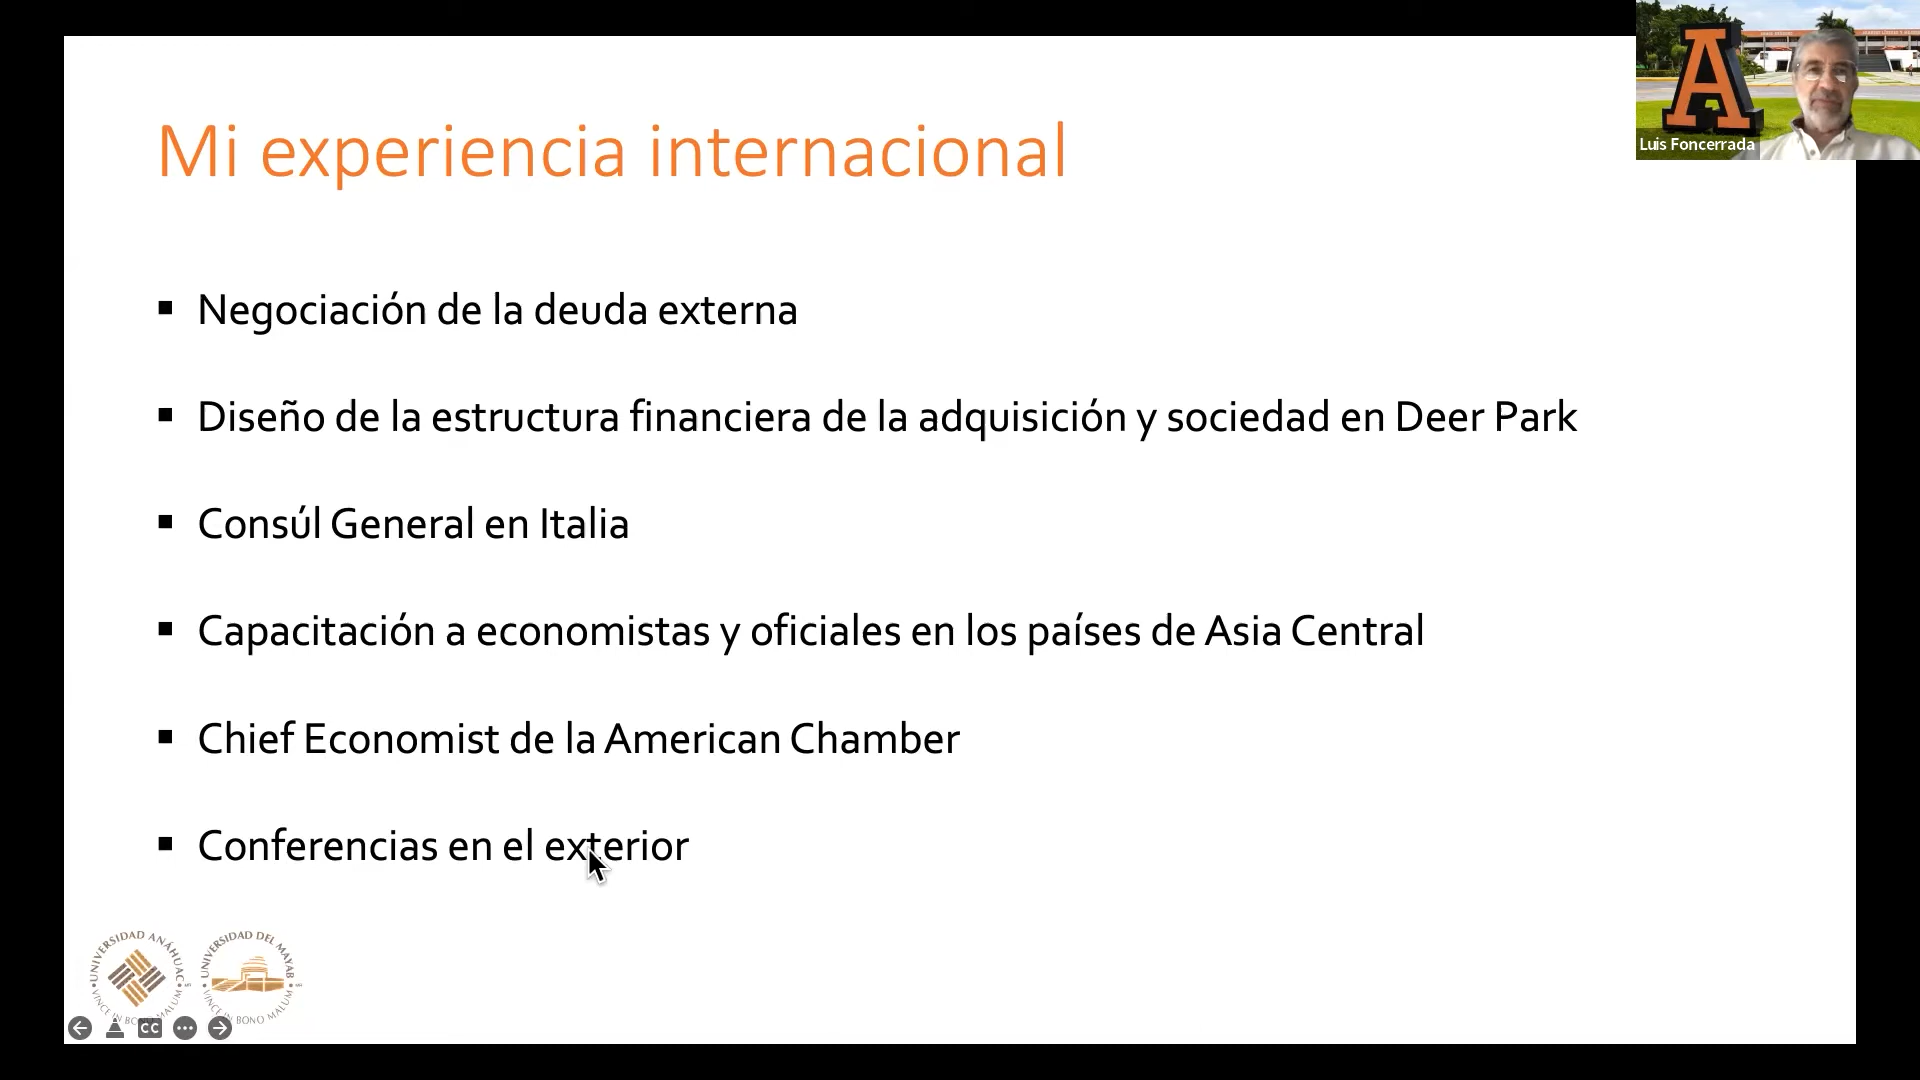 Mi experiencia internacional
Luis Foncerrada
▪ Negociación de la deuda externa
▪ Diseño de la estructura financiera de la adquisición y sociedad en Deer Park
▪ Consúl General en Italia
▪ Capacitación a economistas y oficiales en los países de Asia Central
▪ Chief Economist de la American Chamber
▪ Conferencias en el exterior
UNIVERSIDAD ANÁHUAC
VINCE IN BONO MALUM
UNIVERSIDAD DEL MAYAB
VINCE IN BONO MALUM
CC